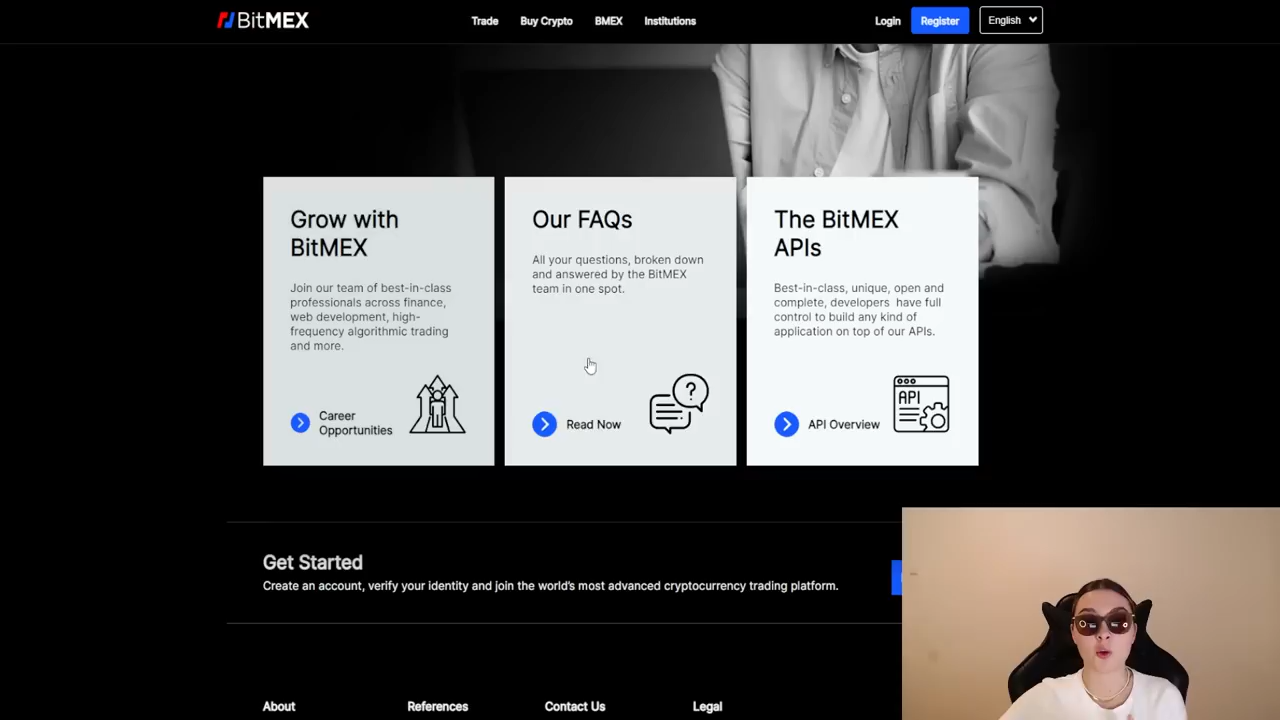 BitMEX
Trade
Buy Crypto
BMEX
Institutions
Login
Register
English
Grow with
BitMEX
Join our team of best-in-class
professionals across finance,
web development, high-
frequency algorithmic trading
and more.
Career
Opportunities
Our FAQs
All your questions, broken down
and answered by the BitMEX
team in one spot.
?
Read Now
The BitMEX
APIs
Best-in-class, unique, open and
complete, developers have full
control to build any kind of
application on top of our APIs.
API
API Overview
Get Started
Create an account, verify your identity and join the world's most advanced cryptocurrency trading platform.
About
References
Contact Us
Legal